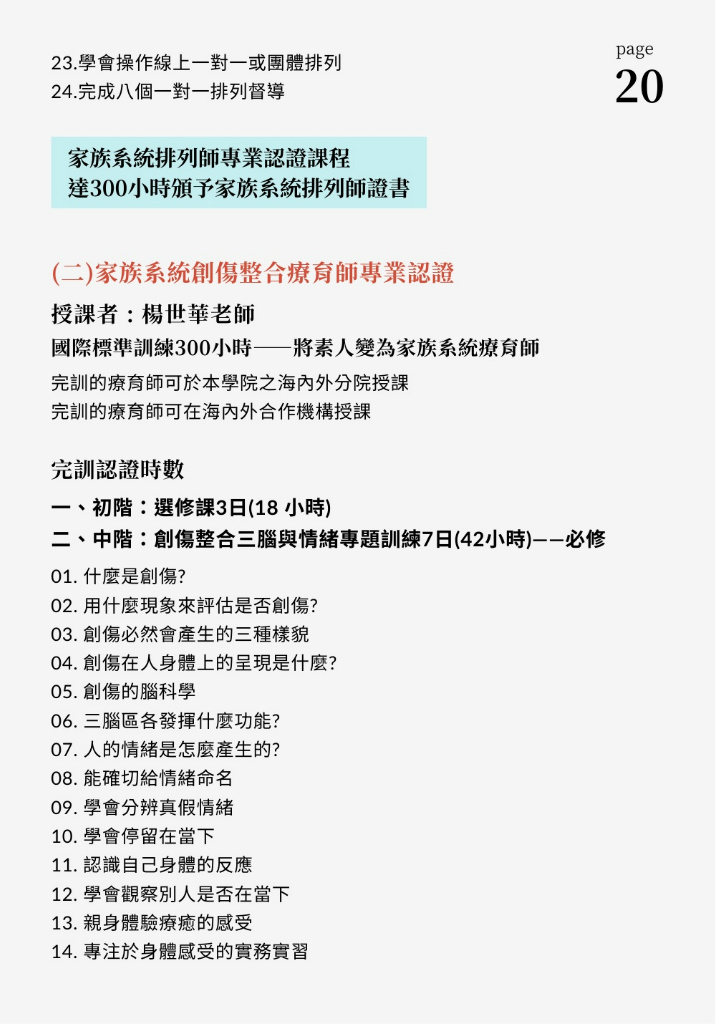 page
20
23.學會操作線上一對一或團體排列
24.完成八個一對一排列督導
家族系統排列師專業認證課程
達300小時頒予家族系統排列師證書
(二)家族系統創傷整合療育師專業認證
授課者：楊世華老師
國際標準訓練300小時——將素人變為家族系統療育師
完訓的療育師可於本學院之海內外分院授課
完訓的療育師可在海內外合作機構授課
完訓認證時數
一、初階：選修課3日(18 小時)
二、中階：創傷整合三腦與情緒專題訓練7日(42小時)——必修
01. 什麼是創傷?
02. 用什麼現象來評估是否創傷?
03. 創傷必然會產生的三種樣貌
04. 創傷在人身體上的呈現是什麼?
05. 創傷的腦科學
06. 三腦區各發揮什麼功能?
07. 人的情緒是怎麼產生的?
08. 能確切給情緒命名
09. 學會分辨真假情緒
10. 學會停留在當下
11. 認識自己身體的反應
12. 學會觀察別人是否在當下
13. 親身體驗療癒的感受
14. 專注於身體感受的實務實習